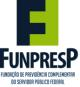 FUNPRESP
FUNDAÇÃO DE PREVIDÊNCIA COMPLEMENTAR
DO SERVIDOR PÚBLICO FEDERAL